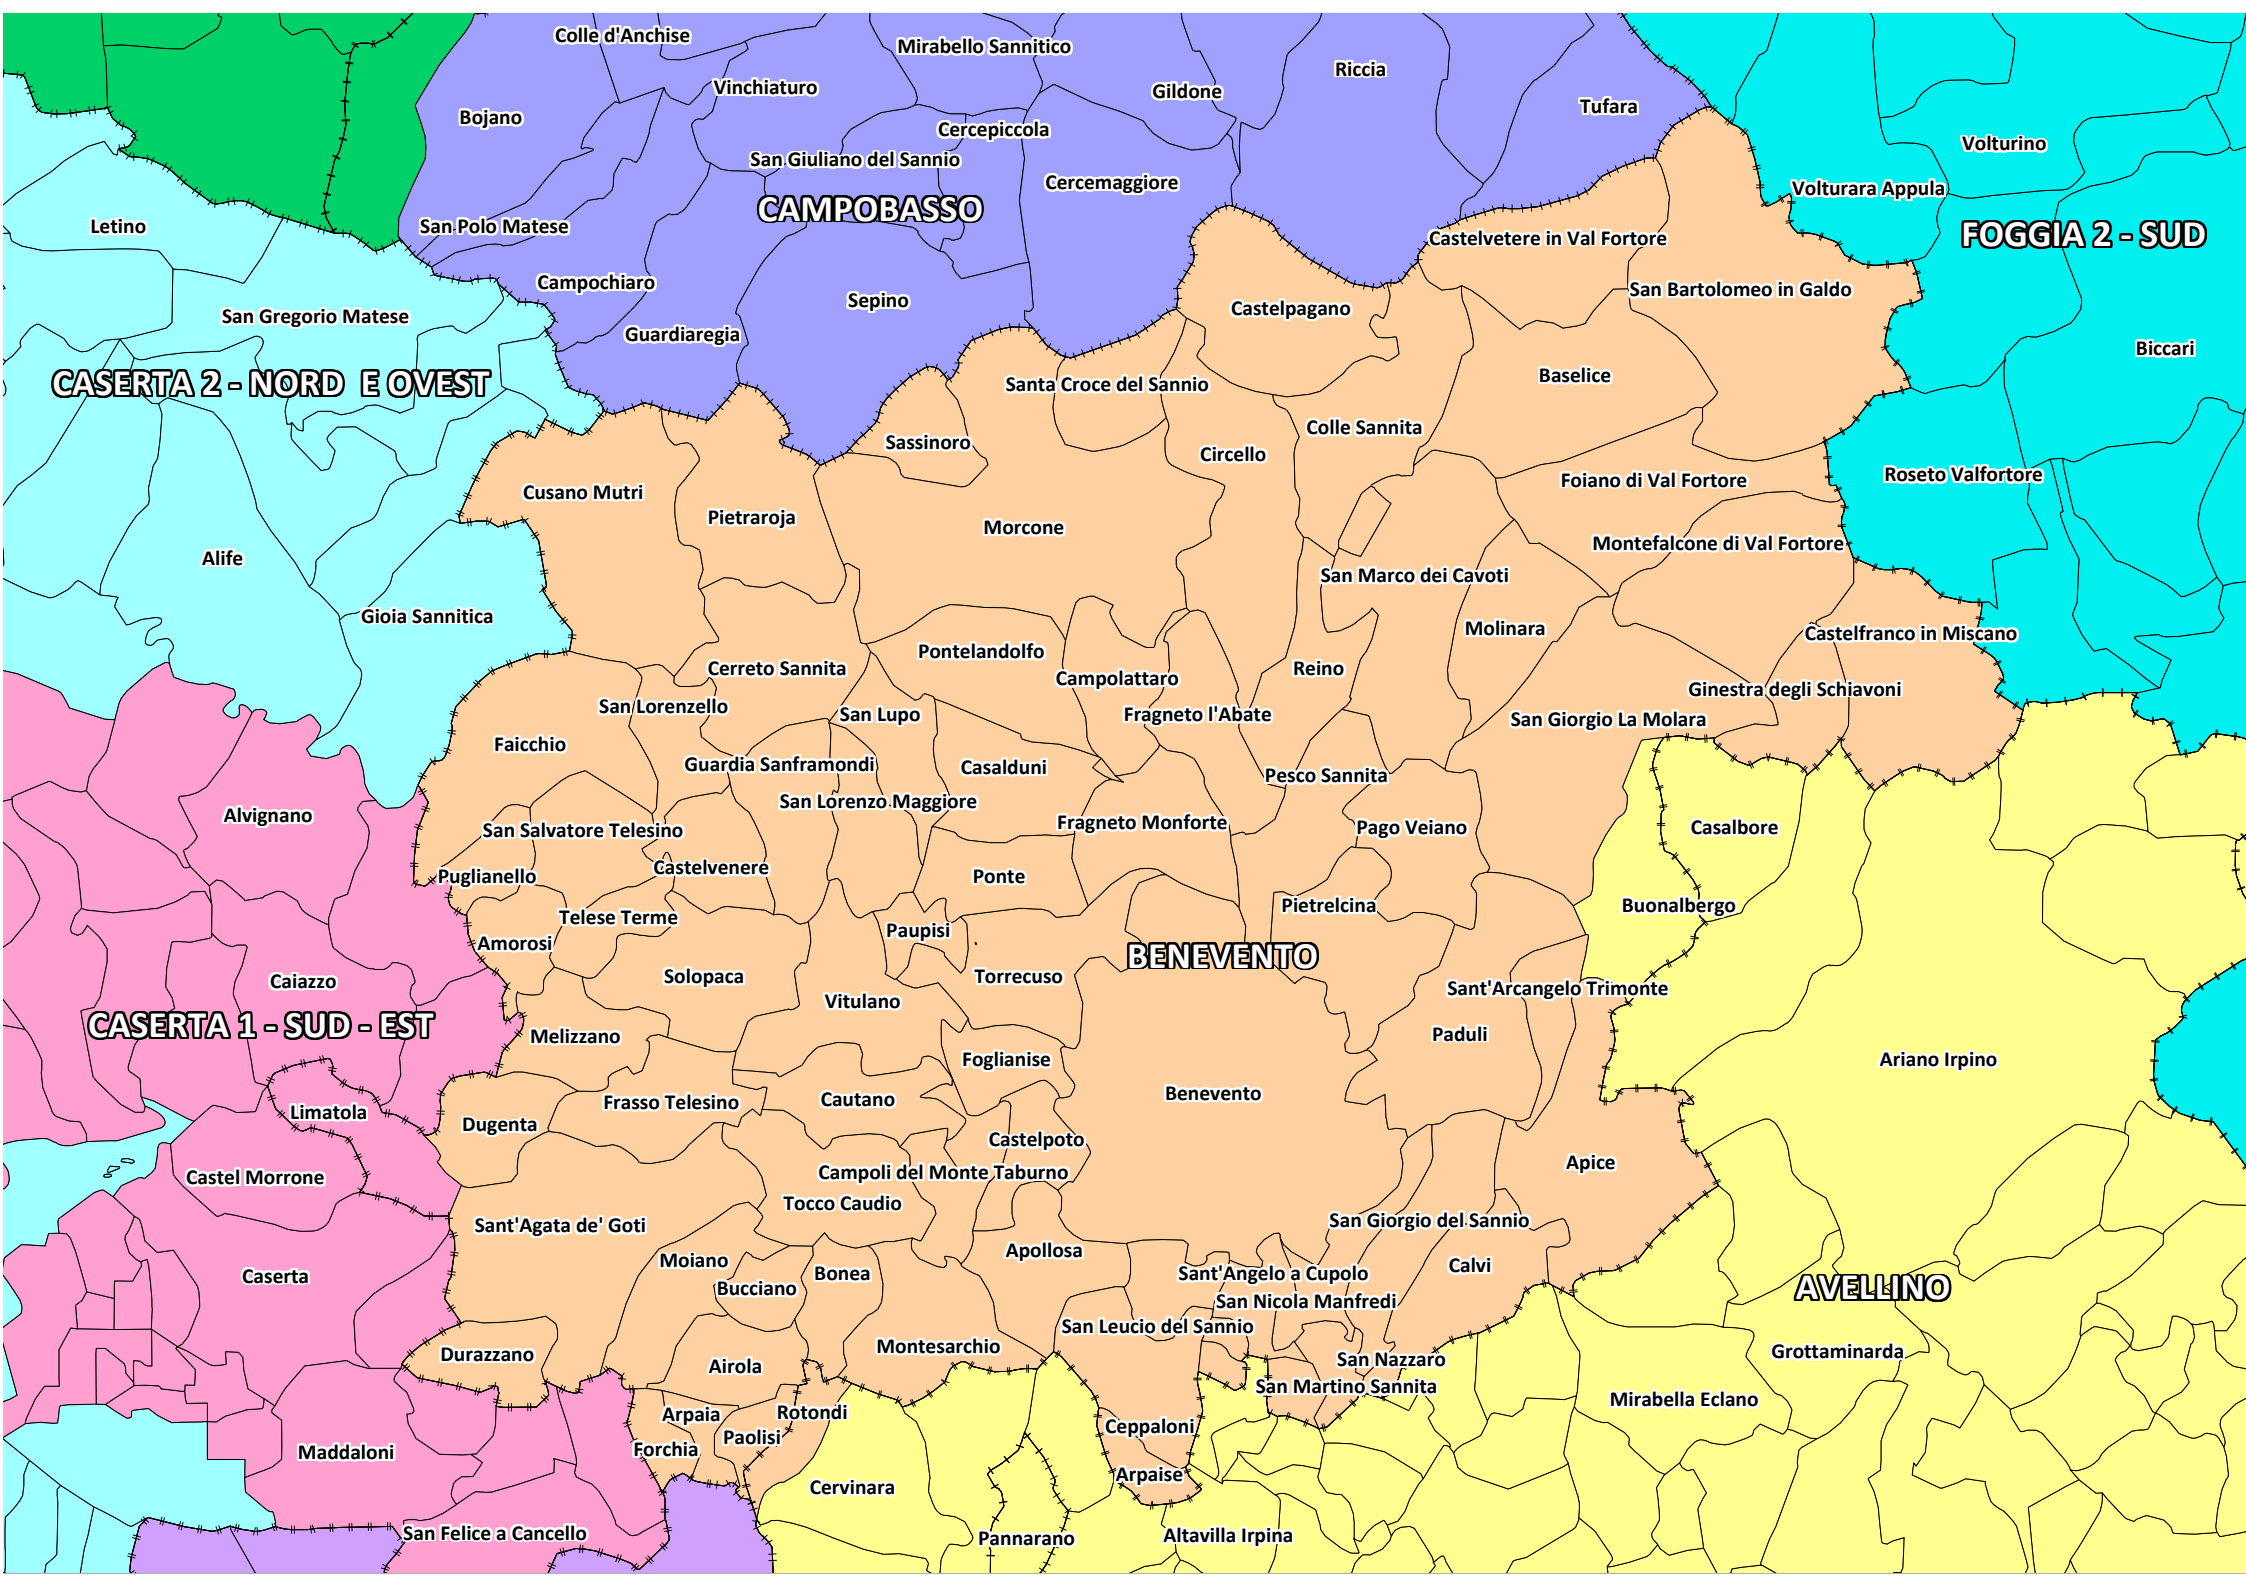 Colle d'Anchise
Mirabello Sannitico
Riccia
Vinchiaturo
Gildone
Tufara
Bojano
Cercepiccola
Volturino
San Giuliano del Sannio
Cercemaggiore
Volturara Appula
CAMPOBASSO
Letino
San Polo Matese
FOGGIA 2 - SUD
Castelvetere in Val Fortore
Campochiaro
San Bartolomeo in Galdo
Sepino
Castelpagano
San Gregorio Matese
Guardiaregia
Biccari
Baselice
CASERTA 2 - NORD E OVEST
Santa Croce del Sannio
Colle Sannita
Sassinoro
Circello
Roseto Valfortore
Foiano di Val Fortore
Cusano Mutri
Pietraroja
Morcone
Montefalcone di Val Fortore
Alife
San Marco dei Cavoti
Gioia Sannitica
Molinara
Castelfranco in Miscano
Pontelandolfo
Cerreto Sannita
Reino
Campolattaro
Ginestra degli Schiavoni
San Lorenzello
San Lupo
Fragneto l'Abate
San Giorgio La Molara
Faicchio
Guardia Sanframondi
Casalduni
Pesco Sannita
San Lorenzo Maggiore
Alvignano
Fragneto Monforte
Pago Veiano
Casalbore
San Salvatore Telesino
Castelvenere
Puglianello
Ponte
Pietrelcina
Buonalbergo
Telese Terme
Paupisi
Amorosi
BENEVENTO
Solopaca
Torrecuso
Caiazzo
Sant'Arcangelo Trimonte
Vitulano
CASERTA 1 - SUD - EST
Melizzano
Paduli
Foglianise
Ariano Irpino
Benevento
Cautano
Frasso Telesino
Limatola
Dugenta
Castelpoto
Apice
Campoli del Monte Taburno
Castel Morrone
Tocco Caudio
San Giorgio del Sannio
Sant'Agata de' Goti
Apollosa
Moiano
Calvi
Sant'Angelo a Cupolo
Bonea
Caserta
Bucciano
AVELLINO
San Nicola Manfredi
San Leucio del Sannio
Montesarchio
Grottaminarda
Durazzano
San Nazzaro
Airola
San Martino Sannita
Mirabella Eclano
Rotondi
Arpaia
Ceppaloni
Paolisi
Forchia
Maddaloni
Arpaise
Cervinara
San Felice a Cancello
Altavilla Irpina
Pannarano